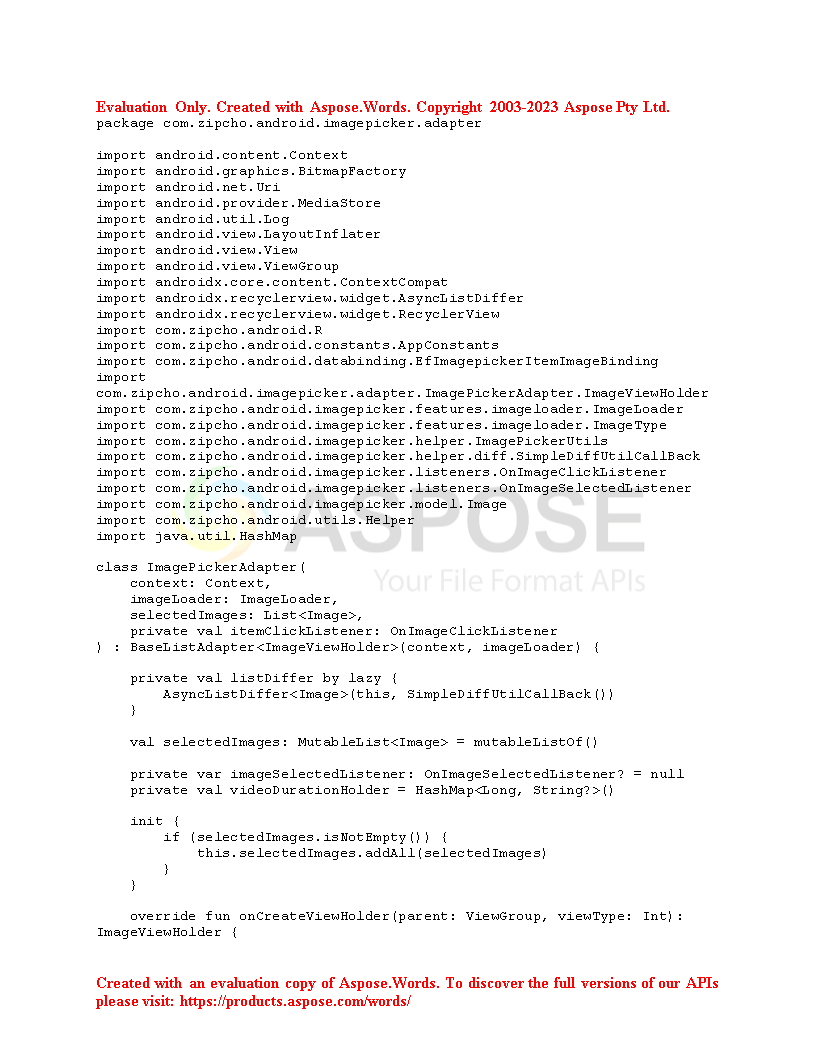 Evaluation Only. Created with Aspose.Words. Copyright 2003-2023 Aspose Pty Ltd.
package com.zipcho.android.imagepicker.adapter
import android.content.Context
import android.graphics.BitmapFactory
import android.net.Uri
import android.provider.MediaStore
import android.util.Log
import android.view.LayoutInflater
import android.view.View
import android.view.ViewGroup
import androidx.core.content.ContextCompat
import androidx.recyclerview.widget.AsyncListDiffer
import androidx.recyclerview.widget.RecyclerView
import com.zipcho.android.R
import com.zipcho.android.constants.AppConstants
import com.zipcho.android.databinding.EfImagepickerItemImageBinding
import
com.zipcho.android.imagepicker.adapter.ImagePickerAdapter.ImageViewHolder
import com.zipcho.android.imagepicker.features.imageloader.ImageLoader
import com.zipcho.android.imagepicker.features.imageloader.ImageType
import com.zipcho.android.imagepicker.helper.ImagePickerUtils
import com.zipcho.android.imagepicker.helper.diff.SimpleDiffUtilCallBack
import com.zipcho.android.imagepicker.listeners.OnImageClickListener
import com.zipcho.android.imagepicker.listeners.OnImageSelectedListener
import com.zipcho.android.imagepicker.model.Image
import com.zipcho.android.utils.Helper
import java.util.HashMap
ASPOSE
Your File Format APIs
class ImagePickerAdapter(
    context: Context,
    imageLoader: ImageLoader,
    selectedImages: List<Image>,
    private val itemClickListener: OnImageClickListener
) : BaseListAdapter<ImageViewHolder>(context, imageLoader) {
    private val listDiffer by lazy {
        AsyncListDiffer<Image>(this, SimpleDiffUtilCallBack())
    }
    val selectedImages: MutableList<Image> = mutableListOf()
    private var imageSelectedListener: OnImageSelectedListener? = null
    private val videoDurationHolder = HashMap<Long, String?>()
    init {
        if (selectedImages.isNotEmpty()) {
            this.selectedImages.addAll(selectedImages)
        }
    }
    override fun onCreateViewHolder(parent: ViewGroup, viewType: Int):
ImageViewHolder {
Created with an evaluation copy of Aspose.Words. To discover the full versions of our APIs
please visit: https://products.aspose.com/words/